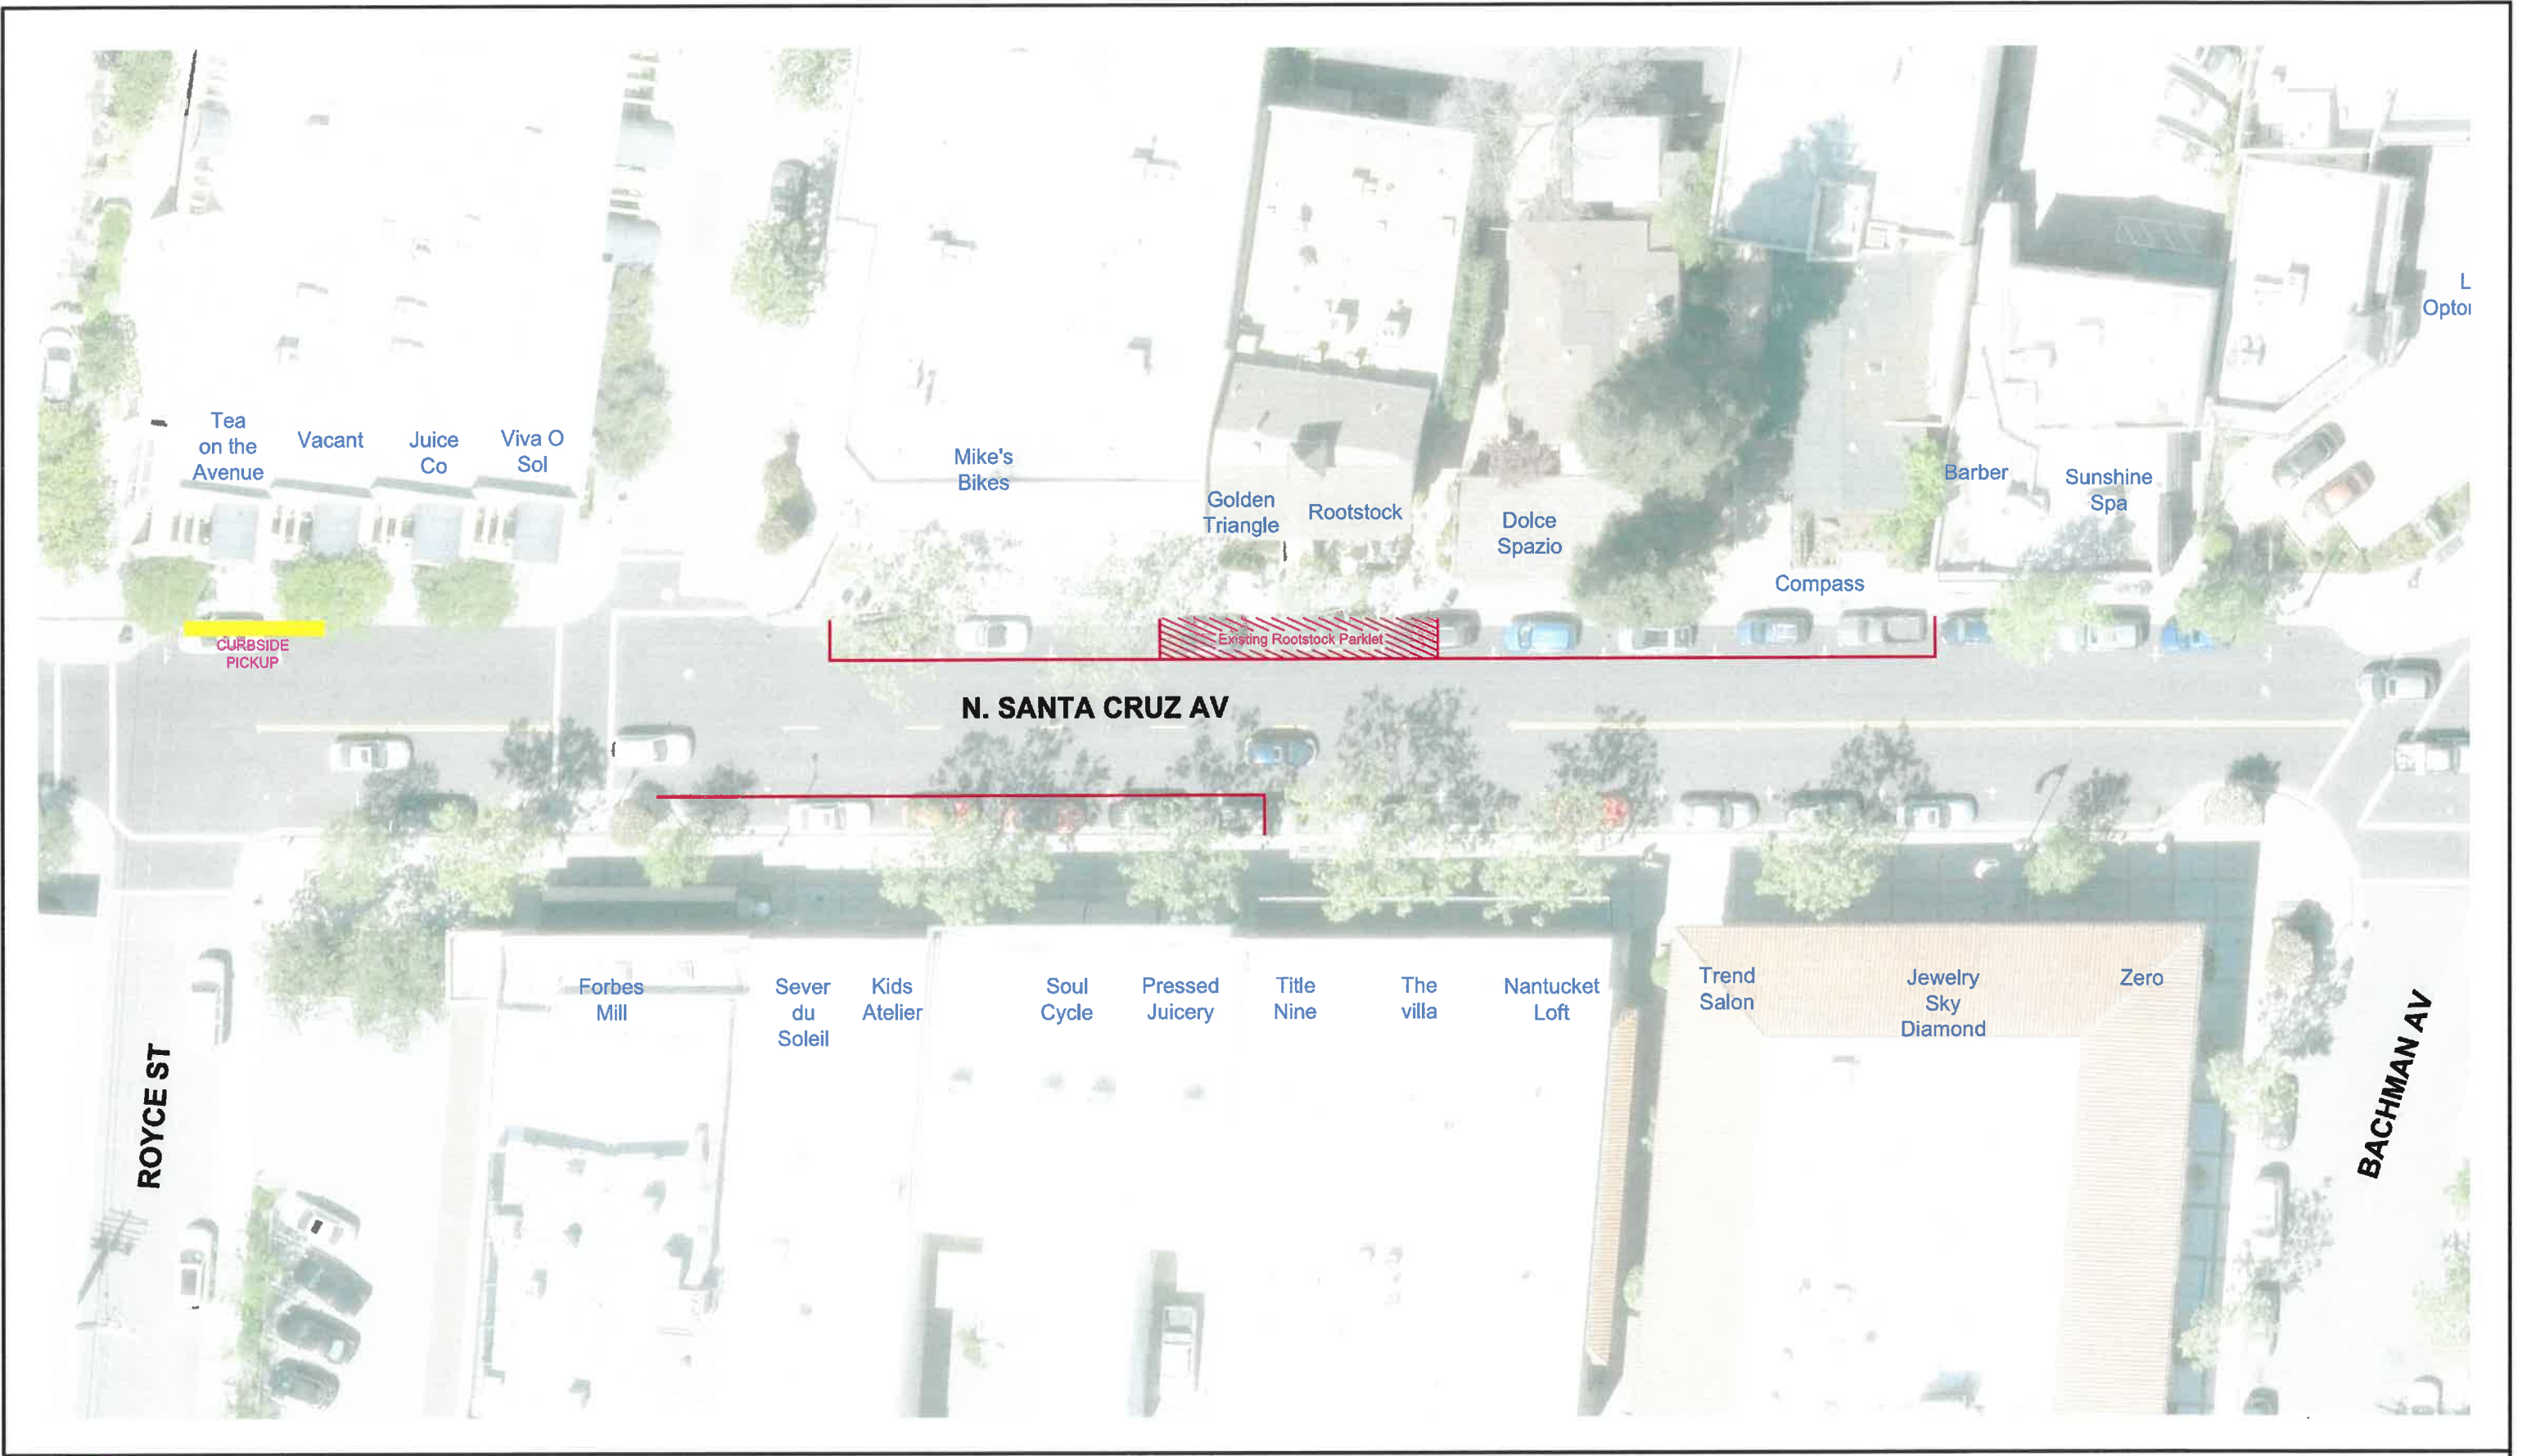 L
Optor
Tea
on the
Avenue
Vacant
Juice
Co
Viva O
Sol
Mike's
Bikes
Golden
Triangle
Rootstock
Dolce
Spazio
Compass
Barber
Sunshine
Spa
CURBSIDE
PICKUP
Existing Rootstock Parklet
N. SANTA CRUZ AV
Forbes
Mill
Sever
du
Soleil
Kids
Atelier
Soul
Cycle
Pressed
Juicery
Title
Nine
The
villa
Nantucket
Loft
Trend
Salon
Jewelry
Sky
Diamond
Zero
ROYCE ST
BACHMAN AV